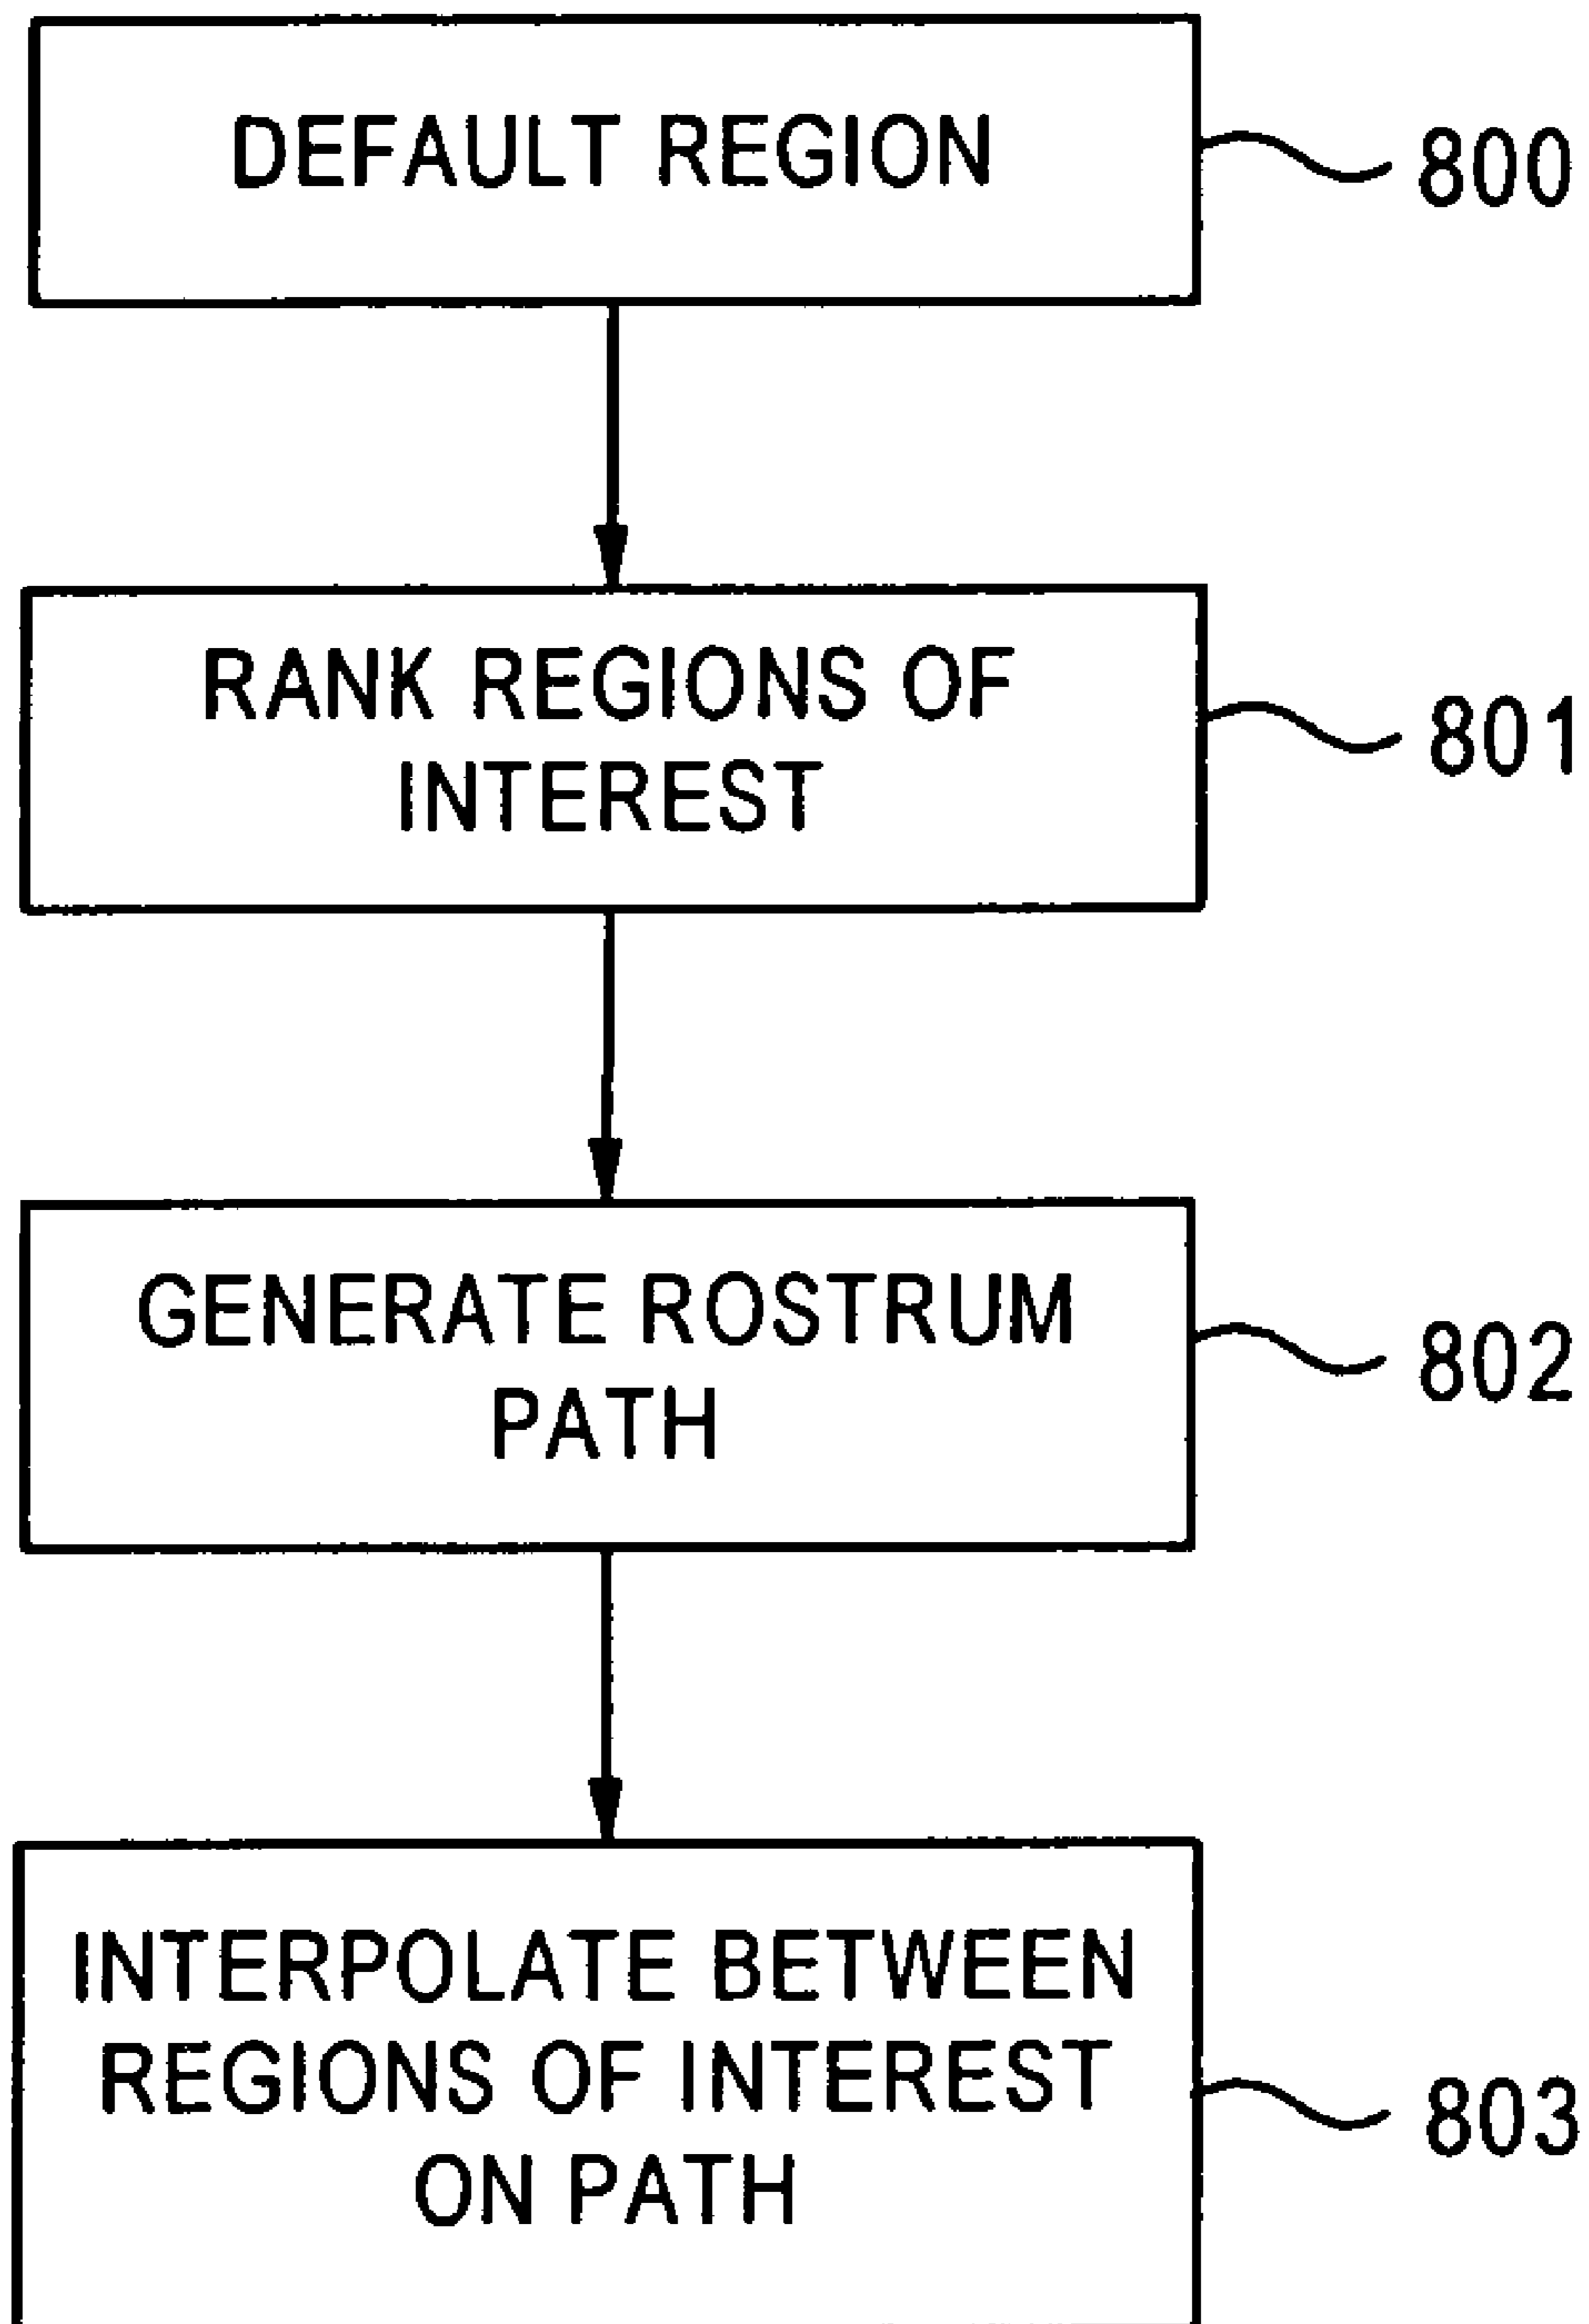 DEFAULT REGION
800
RANK REGIONS OF
INTEREST
801
GENERATE ROSTRUM
PATH
802
INTERPOLATE BETWEEN
REGIONS OF INTEREST
ON PATH
803